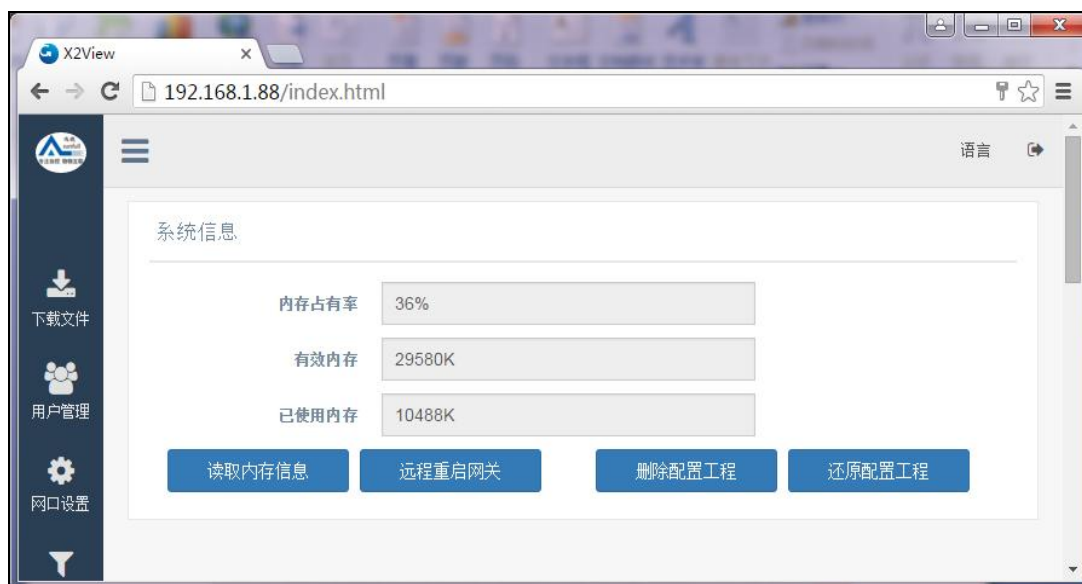 X2View
192.168.1.88/index.html
语言
系统信息
内存占有率 36%
有效内存 29580K
已使用内存 10488K
读取内存信息 远程重启网关 删除配置工程 还原配置工程
下载文件
用户管理
网口设置